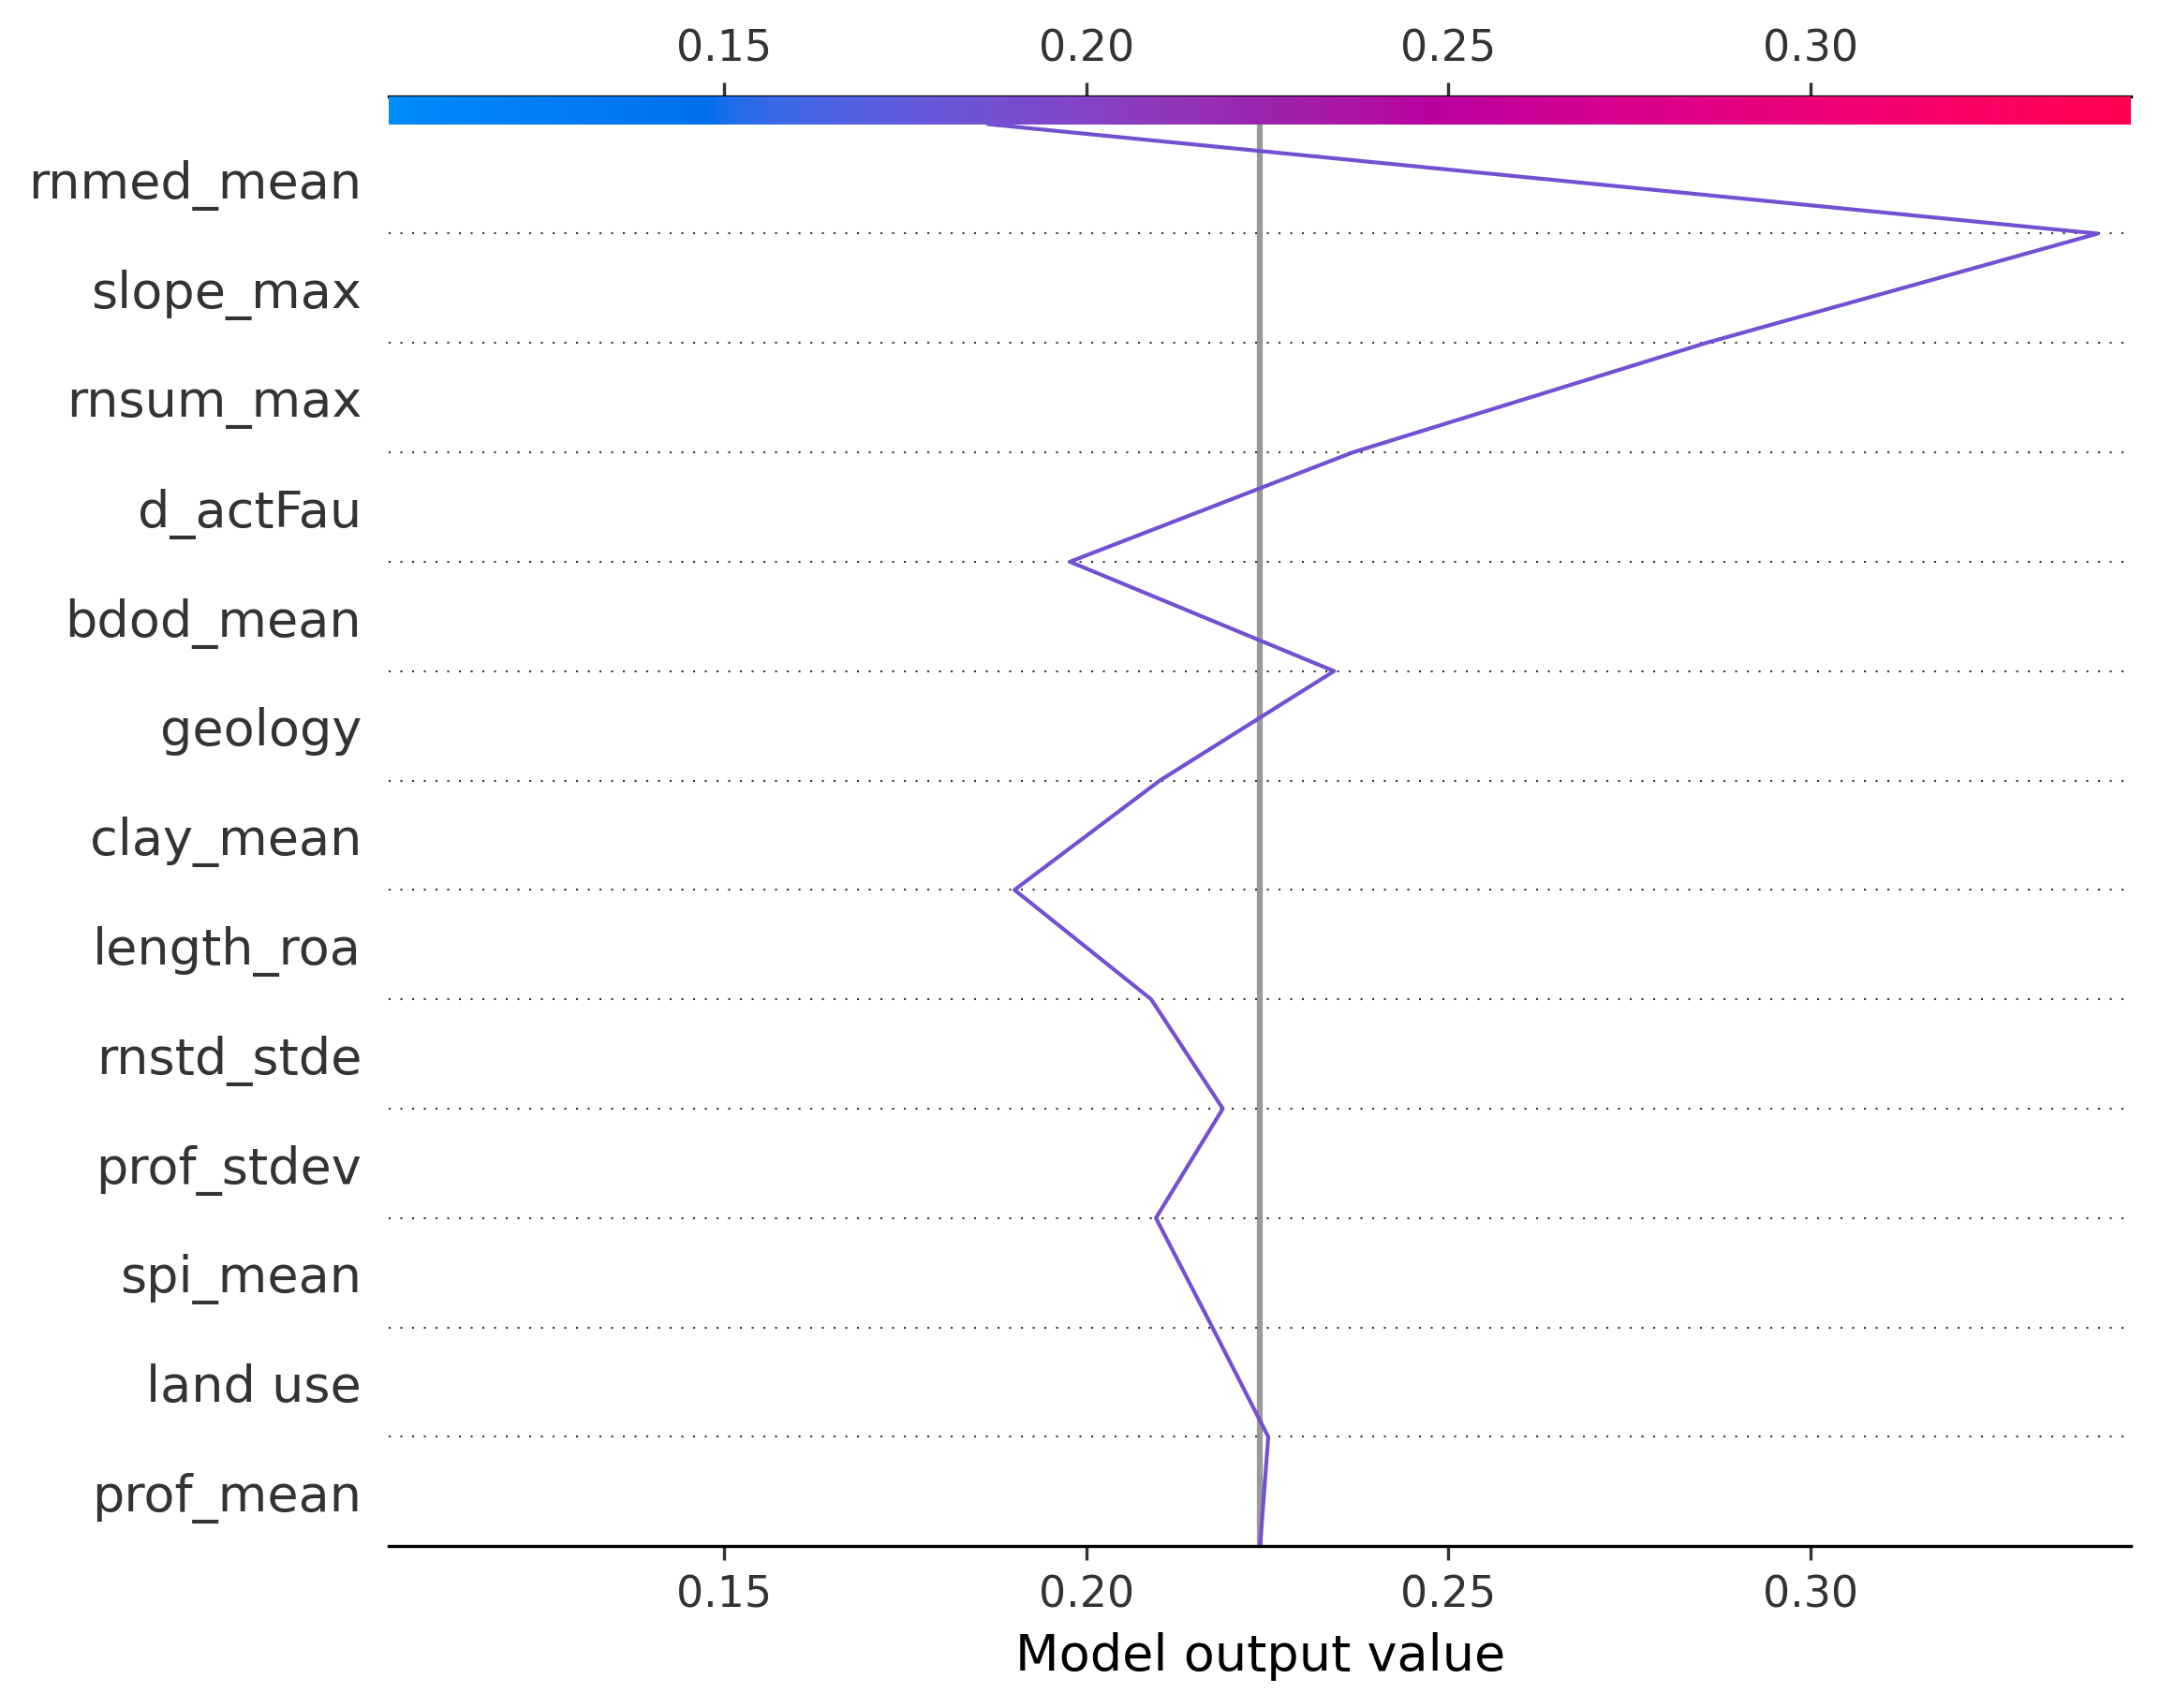 0.15 0.20 0.25 0.30
rnmed_mean
slope_max
rnsum_max
d_actFau
bdod_mean
geology
clay_mean
length_roa
rnstd_stde
prof_stdev
spi_mean
land use
prof_mean
0.15 0.20 0.25 0.30
Model output value